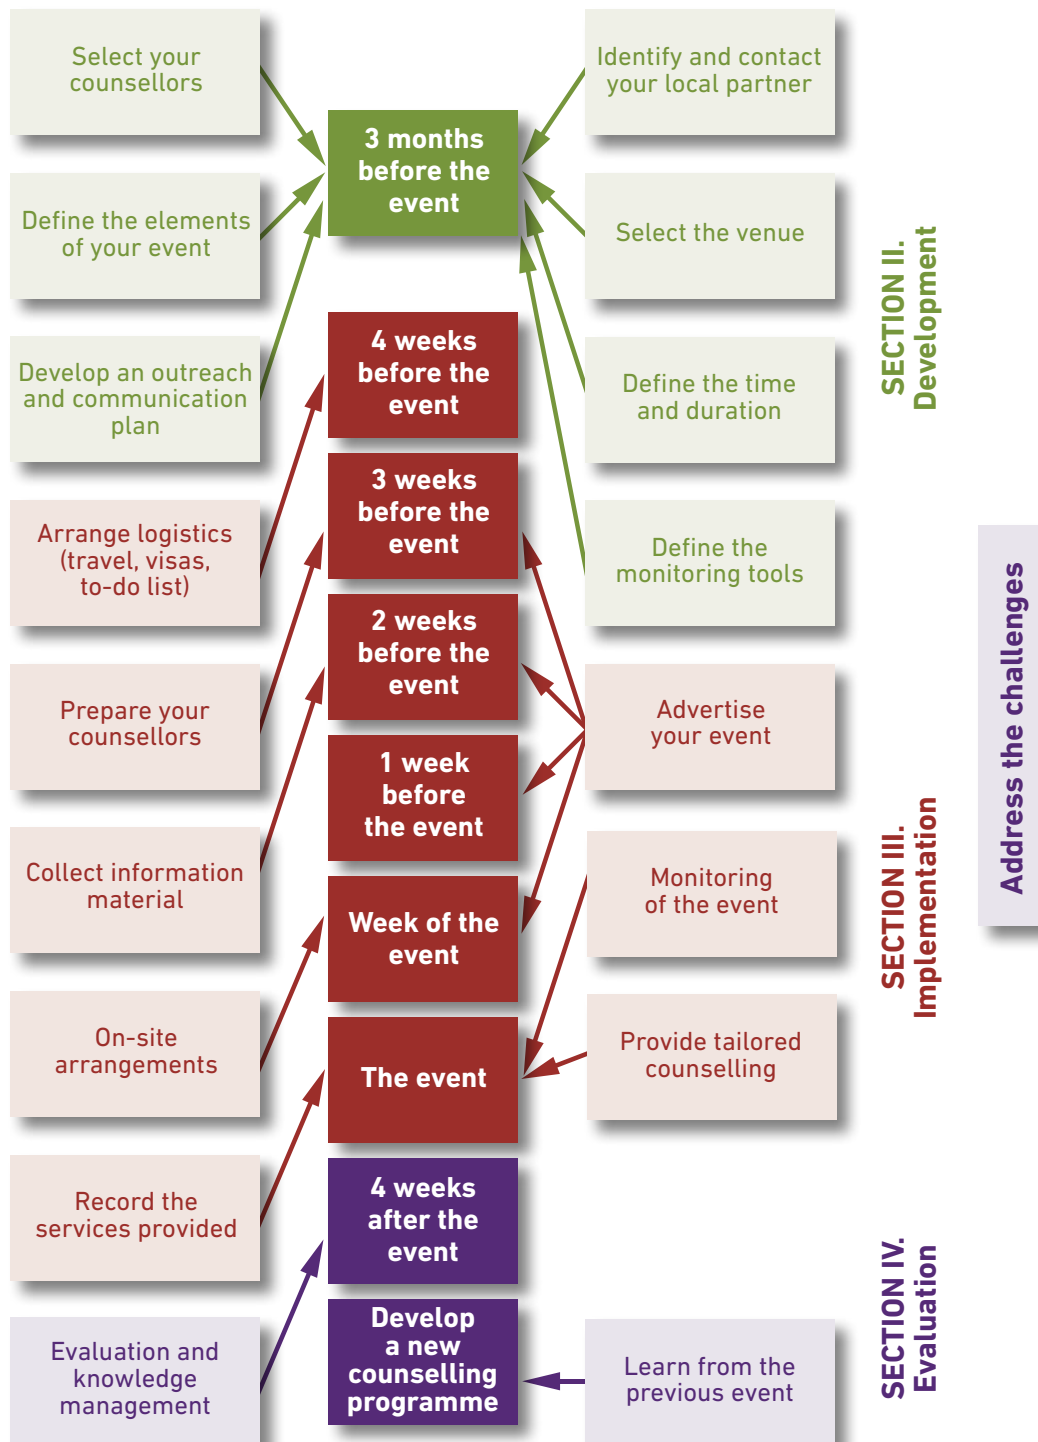 Select your
counsellors
Identify and contact
your local partner
3 months
before the
event
Define the elements
of your event
Select the venue
SECTION II.
Development
4 weeks
before the
event
Develop an outreach
and communication
plan
Define the time
and duration
3 weeks
before the
event
Arrange logistics
(travel, visas,
to-do list)
Define the
monitoring tools
2 weeks
before the
event
Prepare your
counsellors
Advertise
your event
Address the challenges
1 week
before
the event
Collect information
material
Monitoring
of the event
SECTION III.
Implementation
Week of the
event
On-site
arrangements
Provide tailored
counselling
The event
Record the
services provided
4 weeks
after the
event
SECTION IV.
Evaluation
Develop
a new
counselling
programme
Evaluation and
knowledge
management
Learn from the
previous event